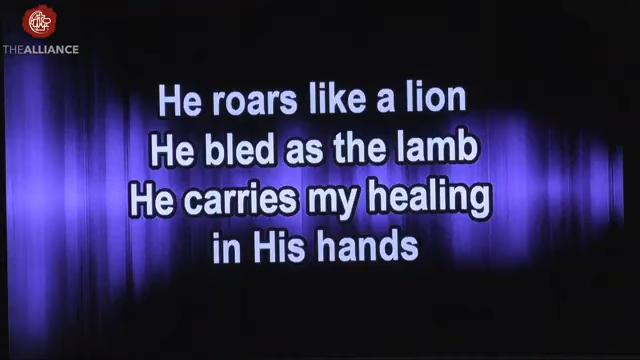 THE ALLIANCE
He roars like a lion
He bled as the lamb
He carries my healing
in His hands